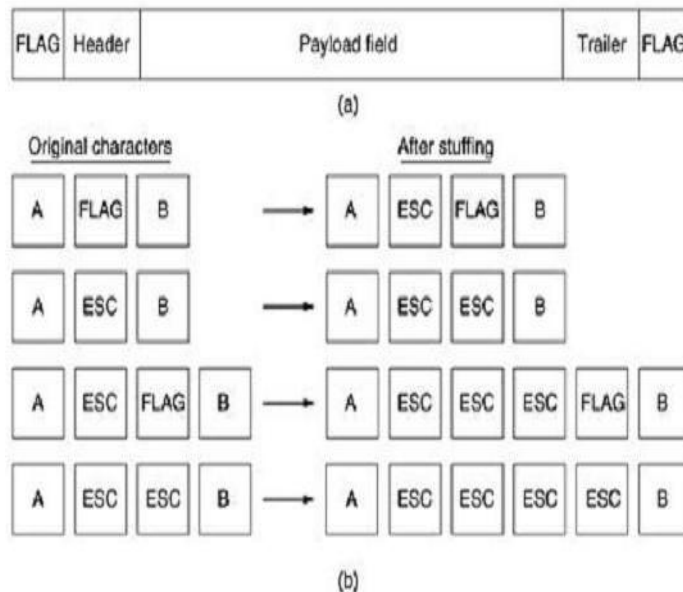 FLAG Header Payload field Trailer FLAG
(a)
Original characters After stuffing
A FLAG B A ESC FLAG B
A ESC B A ESC ESC B
A ESC FLAG B A ESC ESC ESC FLAG B
A ESC ESC B A ESC ESC ESC ESC B
(b)